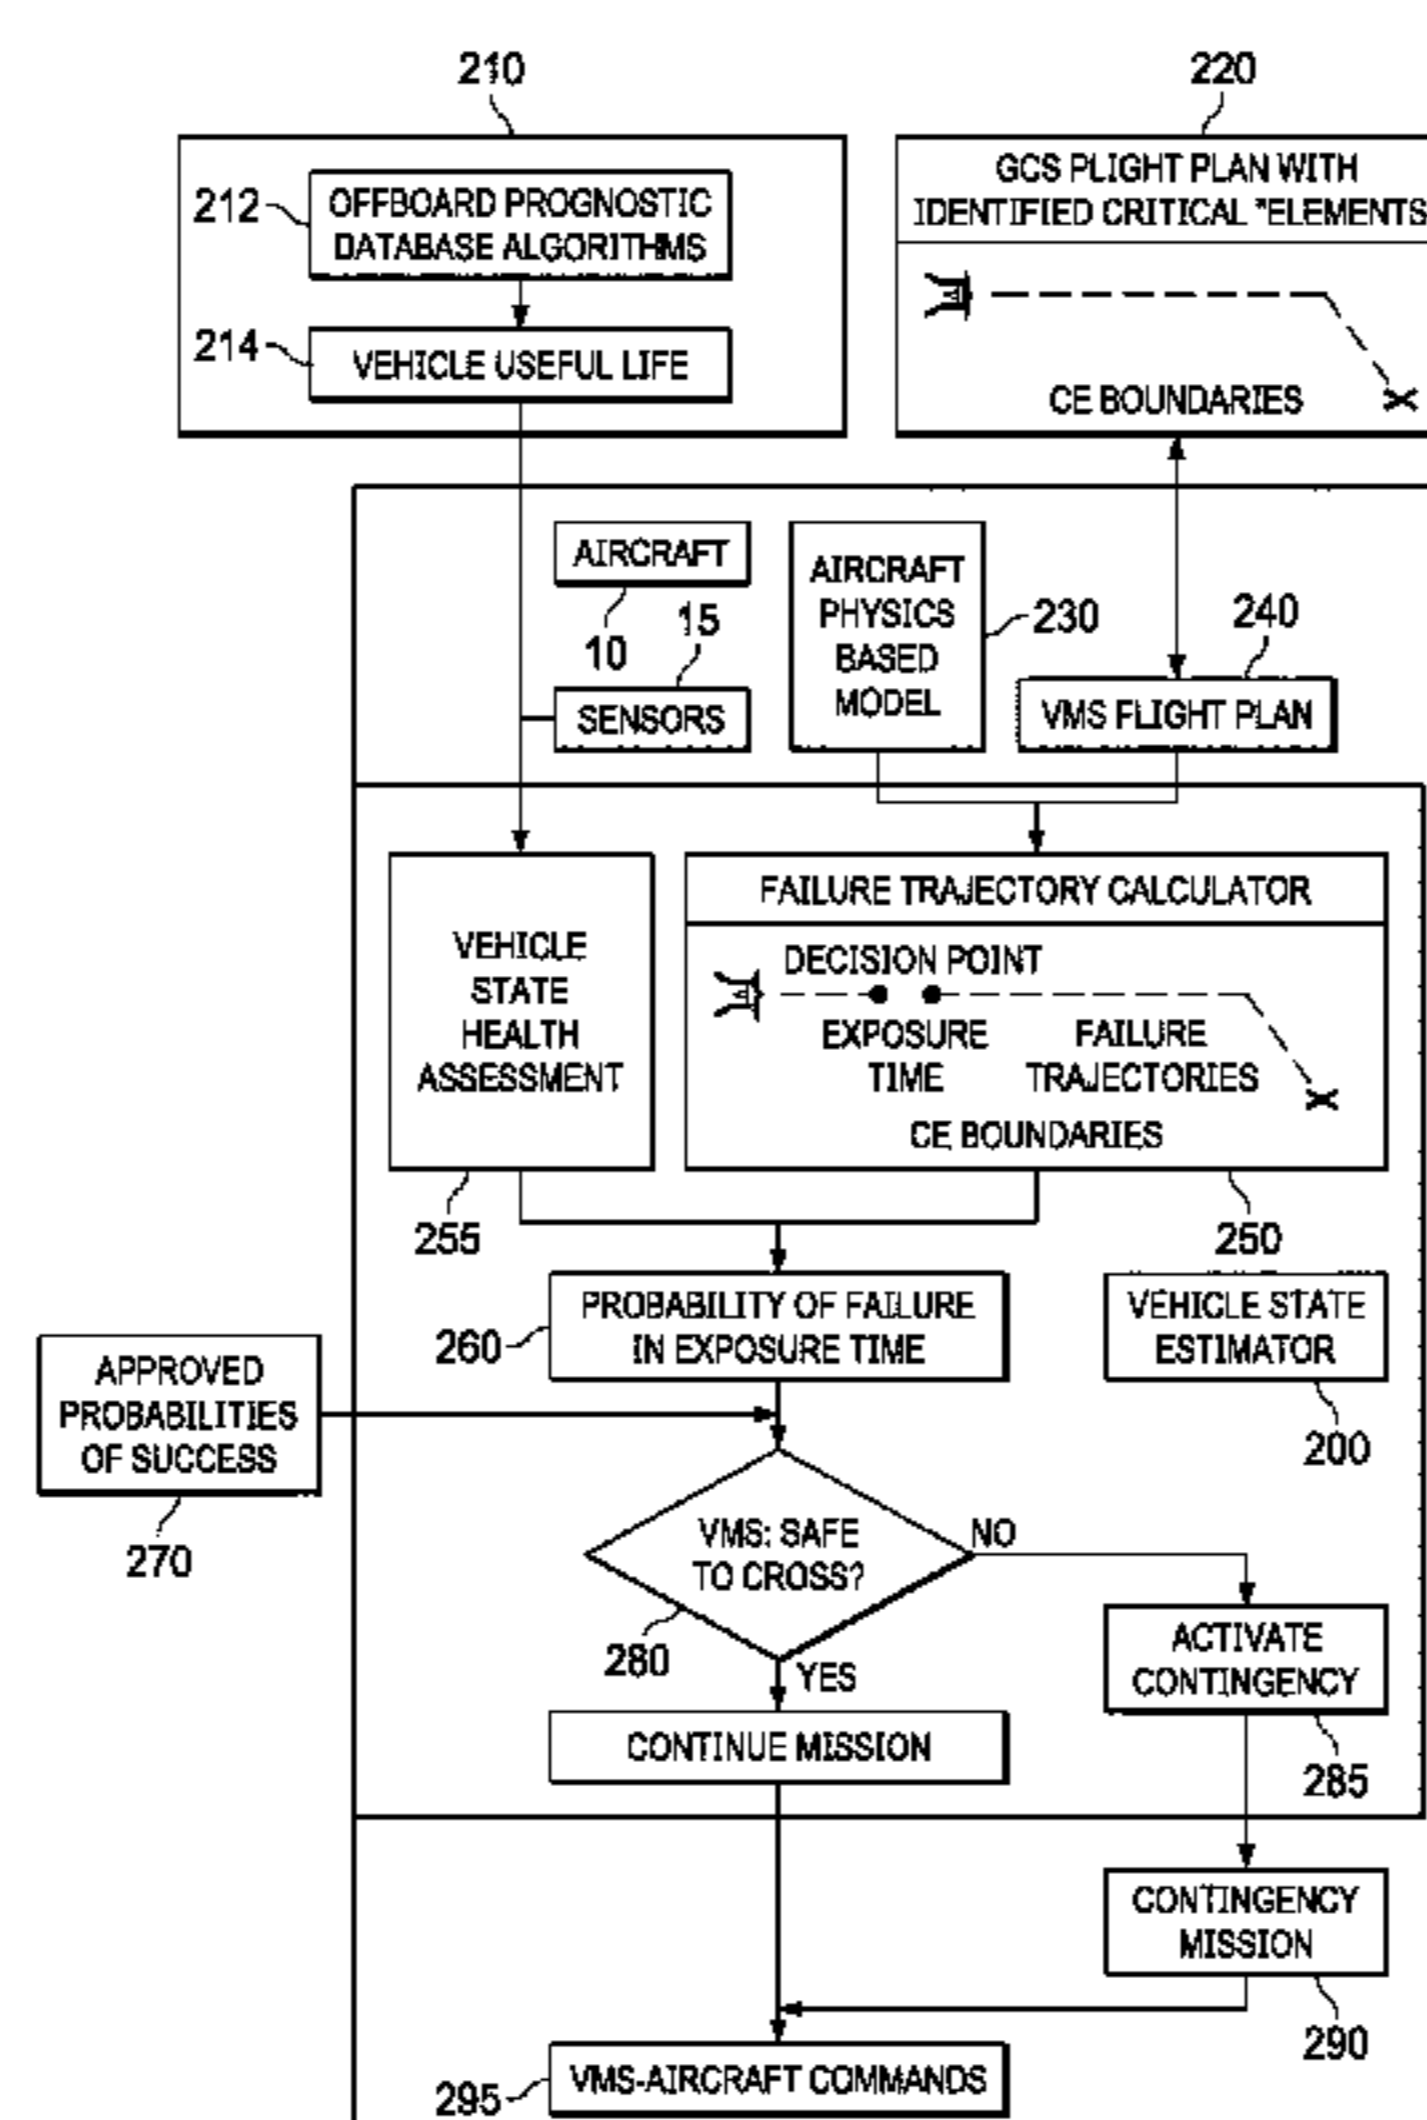 210
220
212
OFFBOARD PROGNOSTIC
DATABASE ALGORITHMS
214
VEHICLE USEFUL LIFE
GCS PLIGHT PLAN WITH
IDENTIFIED CRITICAL "ELEMENTS
CE BOUNDARIES
AIRCRAFT
10
15
SENSORS
AIRCRAFT
PHYSICS
BASED
MODEL
230
240
VMS FLIGHT PLAN
VEHICLE
STATE
HEALTH
ASSESSMENT
255
FAILURE TRAJECTORY CALCULATOR
DECISION POINT
EXPOSURE
TIME
FAILURE
TRAJECTORIES
CE BOUNDARIES
250
260
PROBABILITY OF FAILURE
IN EXPOSURE TIME
VEHICLE STATE
ESTIMATOR
200
APPROVED
PROBABILITIES
OF SUCCESS
270
VMS: SAFE
TO CROSS?
280
NO
YES
ACTIVATE
CONTINGENCY
285
CONTINUE MISSION
CONTINGENCY
MISSION
290
295
VMS-AIRCRAFT COMMANDS